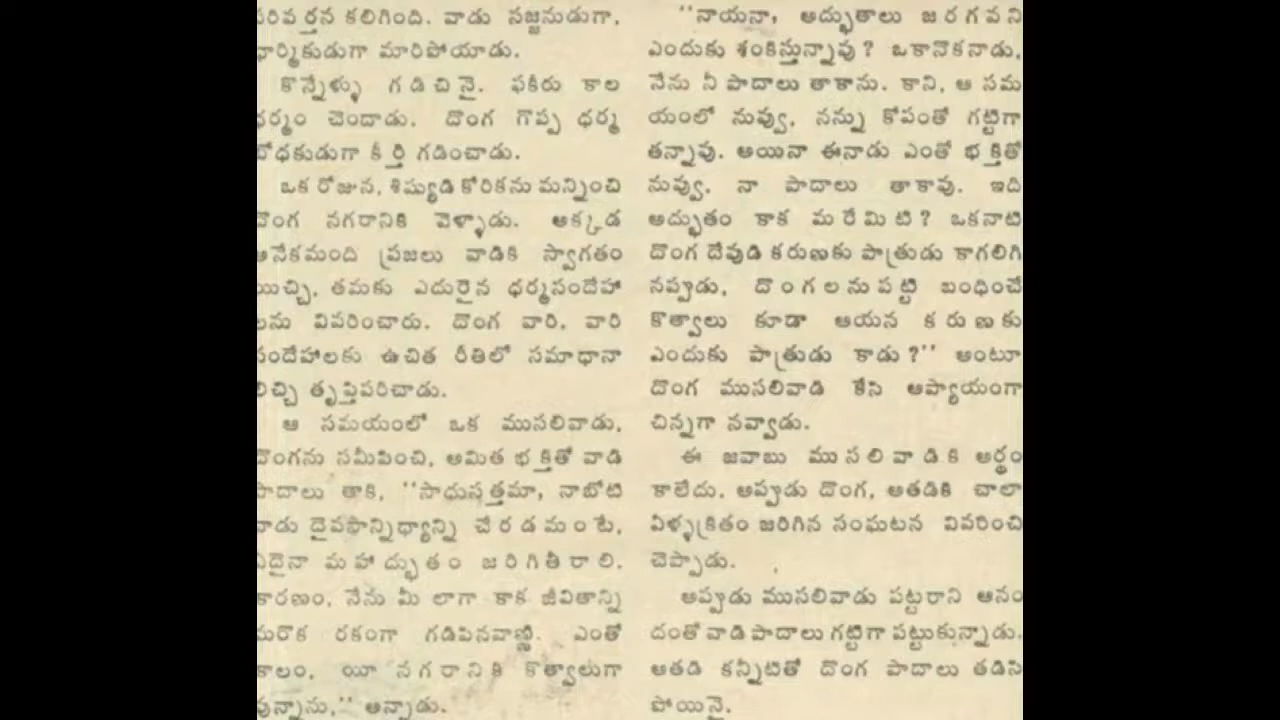 పరివర్తన కలిగింది. వాడు సజ్జనుడుగా,
ధార్మికుడుగా మారిపోయాడు.
కొన్నేళ్ళు గడిచినై. ఫకీరు కాల
ధర్మం చెందాడు. దొంగ గొప్ప ధర్మ
బోధకుడుగా కీర్తి గడించాడు.
ఒక రోజున, శిష్యుడి కోరికను మన్నించి
దొంగ నగరానికి వెళ్ళాడు. అక్కడ
అనేకమంది ప్రజలు వాడికి స్వాగతం
యిచ్చి, తమకు ఎదురైన ధర్మసందేహా
లను వివరించారు. దొంగ వారి, వారి
సందేహాలకు ఉచిత రీతిలో సమాధానా
లిచ్చి తృప్తిపరిచాడు.
ఆ సమయంలో ఒక ముసలివాడు,
దొంగను సమీపించి, అమిత భక్తితో వాడి
పాదాలు తాకి, ‘‘సాధుసత్తమా, నాబోటి
వాడు దైవసాన్నిధ్యాన్ని చేరడమంటే,
ఏదైనా మహాద్భుతం జరిగితీరాలి.
కారణం, నేను మీ లాగా కాక జీవితాన్ని
మరొక రకంగా గడిపినవాణ్ణి. ఎంతో
కాలం, యీ నగరానికి కొత్వాలుగా
వున్నాను,’’ అన్నాడు.
‘‘నాయనా, అద్భుతాలు జరగవని
ఎందుకు శంకిస్తున్నావు? ఒకానొకనాడు,
నేను నీ పాదాలు తాకాను. కాని, ఆ సమ
యంలో నువ్వు, నన్ను కోపంతో గట్టిగా
తన్నావు. అయినా ఈనాడు ఎంతో భక్తితో
నువ్వు, నా పాదాలు తాకావు. ఇది
అద్భుతం కాక మరేమిటి? ఒకనాటి
దొంగ దేవుడి కరుణకు పాత్రుడు కాగలిగి
నప్పుడు, దొంగలనుపట్టి బంధించే
కొత్వాలు కూడా ఆయన కరుణకు
ఎందుకు పాత్రుడు కాడు?’’ అంటూ
దొంగ ముసలివాడి కేసి ఆప్యాయంగా
చిన్నగా నవ్వాడు.
ఈ జవాబు ముసలివాడికి అర్థం
కాలేదు. అప్పుడు దొంగ, అతడికి చాలా
ఏళ్ళక్రితం జరిగిన సంఘటన వివరించి
చెప్పాడు.
అప్పుడు ముసలివాడు పట్టరాని ఆనం
దంతో వాడి పాదాలు గట్టిగా పట్టుకున్నాడు.
అతడి కన్నీటితో దొంగ పాదాలు తడిసి
పోయినై.